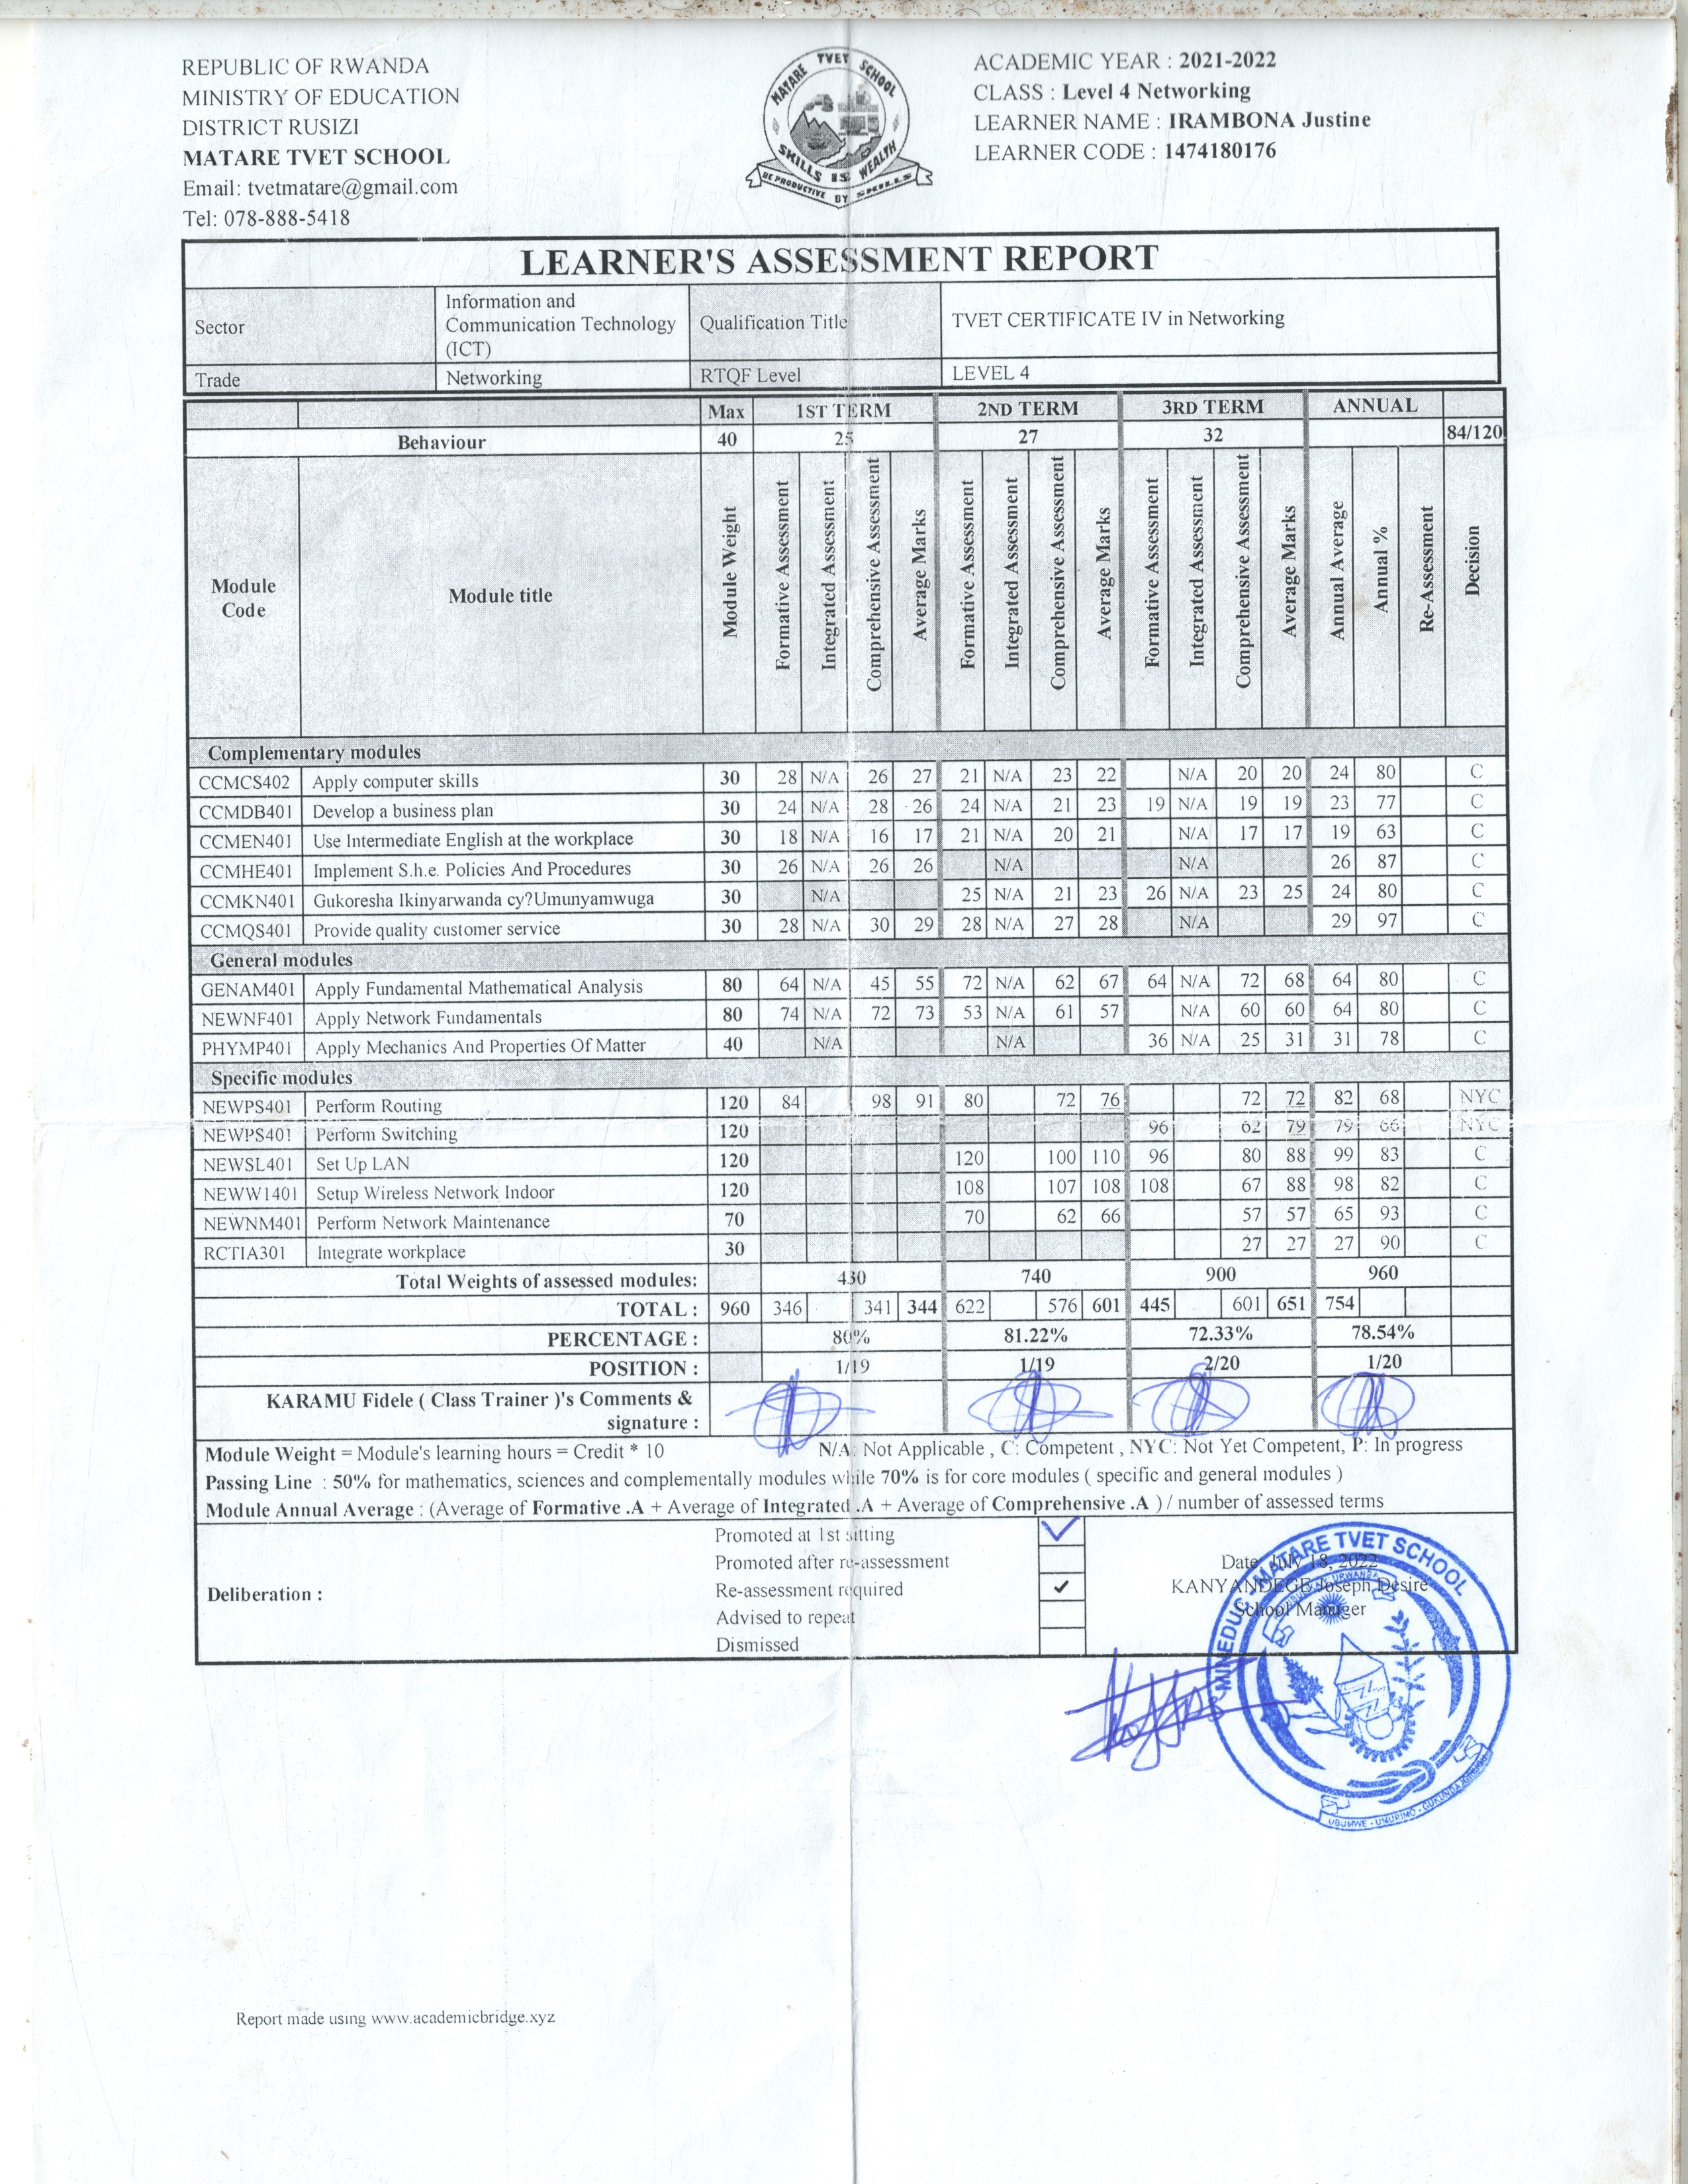 REPUBLIC OF RWANDA
MINISTRY OF EDUCATION
DISTRICT RUSIZI
MATARE TVET SCHOOL
Email: tvetmatare@gmail.com
Tel: 078-888-5418
MATARE TVET SCHOOL
SKILLS IS WEALTH
BE PRODUCTIVE BY SKILLS
ACADEMIC YEAR : 2021-2022
CLASS : Level 4 Networking
LEARNER NAME : IRAMBONA Justine
LEARNER CODE : 1474180176
LEARNER'S ASSESSMENT REPORT
Sector Information and Communication Technology (ICT) Qualification Title TVET CERTIFICATE IV in Networking
Trade Networking RTQF Level LEVEL 4
Max 1ST TERM 2ND TERM 3RD TERM ANNUAL
Behaviour 40 25 27 32 84/120
Module Code Module title Module Weight Formative Assessment Integrated Assessment Comprehensive Assessment Average Marks Formative Assessment Integrated Assessment Comprehensive Assessment Average Marks Formative Assessment Integrated Assessment Comprehensive Assessment Average Marks Annual Average Annual % Re-Assessment Decision
Complementary modules
CCMCS402 Apply computer skills 30 28 N/A 26 27 21 N/A 23 22 N/A 20 20 24 80 C
CCMDB401 Develop a business plan 30 24 N/A 28 26 24 N/A 21 23 19 N/A 19 19 23 77 C
CCMEN401 Use Intermediate English at the workplace 30 18 N/A 16 17 21 N/A 20 21 N/A 17 17 19 63 C
CCMHE401 Implement S.h.e. Policies And Procedures 30 26 N/A 26 26 N/A N/A 26 87 C
CCMKN401 Gukoresha Ikinyarwanda cy?Umunyamwuga 30 N/A 25 N/A 21 23 26 N/A 23 25 24 80 C
CCMQS401 Provide quality customer service 30 28 N/A 30 29 28 N/A 27 28 N/A 29 97 C
General modules
GENAM401 Apply Fundamental Mathematical Analysis 80 64 N/A 45 55 72 N/A 62 67 64 N/A 72 68 64 80 C
NEWNF401 Apply Network Fundamentals 80 74 N/A 72 73 53 N/A 61 57 N/A 60 60 64 80 C
PHYMP401 Apply Mechanics And Properties Of Matter 40 N/A N/A 36 N/A 25 31 31 78 C
Specific modules
NEWPS401 Perform Routing 120 84 98 91 80 72 76 72 72 82 68 NYC
NEWPS401 Perform Switching 120 96 62 79 79 66 NYC
NEWSL401 Set Up LAN 120 120 100 110 96 80 88 99 83 C
NEWW1401 Setup Wireless Network Indoor 120 108 107 108 108 67 88 98 82 C
NEWNM401 Perform Network Maintenance 70 70 62 66 57 57 65 93 C
RCTIA301 Integrate workplace 30 27 27 27 90 C
Total Weights of assessed modules: 430 740 900 960
TOTAL : 960 346 341 344 622 576 601 445 601 651 754
PERCENTAGE : 80% 81.22% 72.33% 78.54%
POSITION : 1/19 1/19 2/20 1/20
KARAMU Fidele ( Class Trainer )'s Comments &
signature :
Module Weight = Module's learning hours = Credit * 10 N/A: Not Applicable , C: Competent , NYC: Not Yet Competent, P: In progress
Passing Line : 50% for mathematics, sciences and complementally modules while 70% is for core modules ( specific and general modules )
Module Annual Average : (Average of Formative .A + Average of Integrated .A + Average of Comprehensive .A ) / number of assessed terms
Deliberation :
Promoted at 1st sitting ✓
Promoted after re-assessment
Re-assessment required ✓
Advised to repeat
Dismissed
Date, July 18, 2022
KANYANDEGE Joseph Desire
School Manager
MINEDUC - MATARE TVET SCHOOL
UBUMWE - UMURIMO - GUKUNDA
Report made using www.academicbridge.xyz